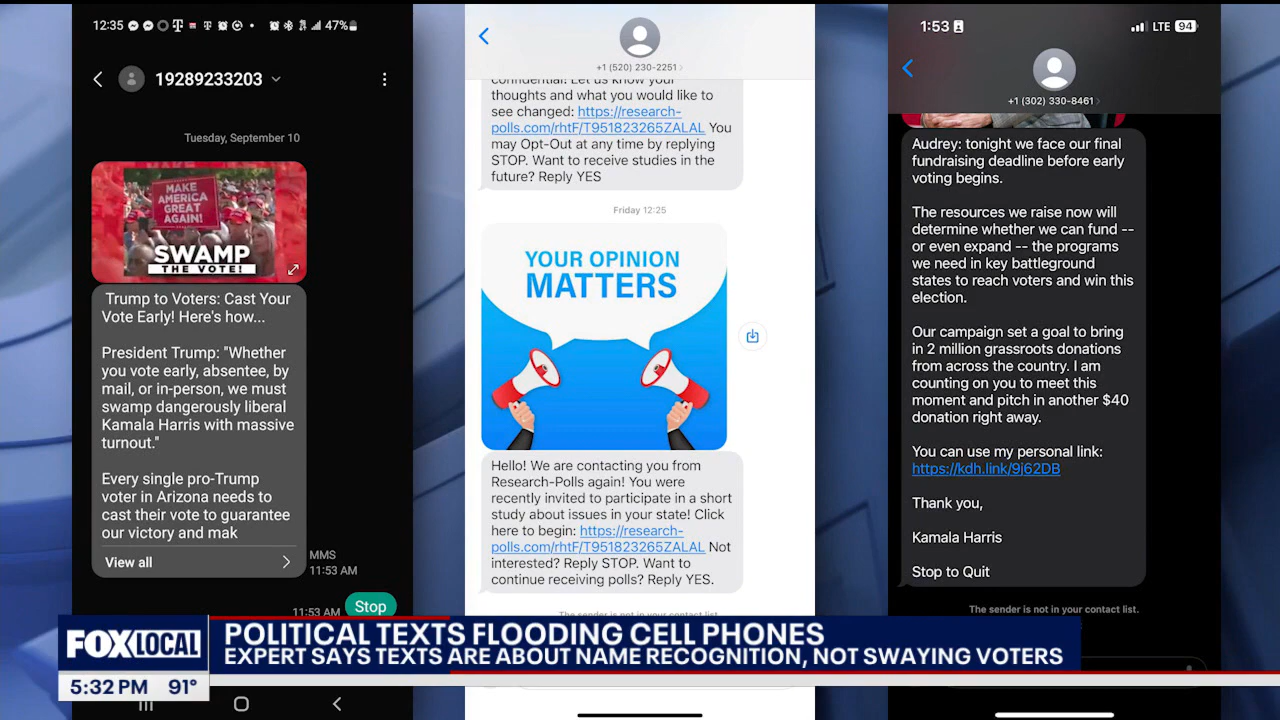 12:35
47%
19289233203
Tuesday, September 10
MAKE
MAKE
AMERICA
GREAT
AGAIN!
SWAMP
THE VOTE!
Trump to Voters: Cast Your
Vote Early! Here's how...
President Trump: "Whether
you vote early, absentee, by
mail, or in-person, we must
swamp dangerously liberal
Kamala Harris with massive
turnout."
Every single pro-Trump
voter in Arizona needs to
cast their vote to guarantee
our victory and mak
View all
MMS
11:53 AM
11:53 AM
Stop
+1 (520) 230-2251
confidential! Let us know your
thoughts and what you would like to
see changed: https://research-
polls.com/rhtF/T951823265ZALAL You
may Opt-Out at any time by replying
STOP. Want to receive studies in the
future? Reply YES
Friday 12:25
YOUR OPINION
MATTERS
Hello! We are contacting you from
Research-Polls again! You were
recently invited to participate in a short
study about issues in your state! Click
here to begin: https://research-
polls.com/rhtF/T951823265ZALAL Not
interested? Reply STOP. Want to
continue receiving polls? Reply YES.
The sender is not in your contact list.
1:53
LTE 94
+1 (302) 330-8461
Audrey: tonight we face our final
fundraising deadline before early
voting begins.
The resources we raise now will
determine whether we can fund --
or even expand -- the programs
we need in key battleground
states to reach voters and win this
election.
Our campaign set a goal to bring
in 2 million grassroots donations
from across the country. I am
counting on you to meet this
moment and pitch in another $40
donation right away.
You can use my personal link:
https://kdh.link/9j62DB
Thank you,
Kamala Harris
Stop to Quit
The sender is not in your contact list.
FOX LOCAL
5:32 PM 91°
POLITICAL TEXTS FLOODING CELL PHONES
EXPERT SAYS TEXTS ARE ABOUT NAME RECOGNITION, NOT SWAYING VOTERS